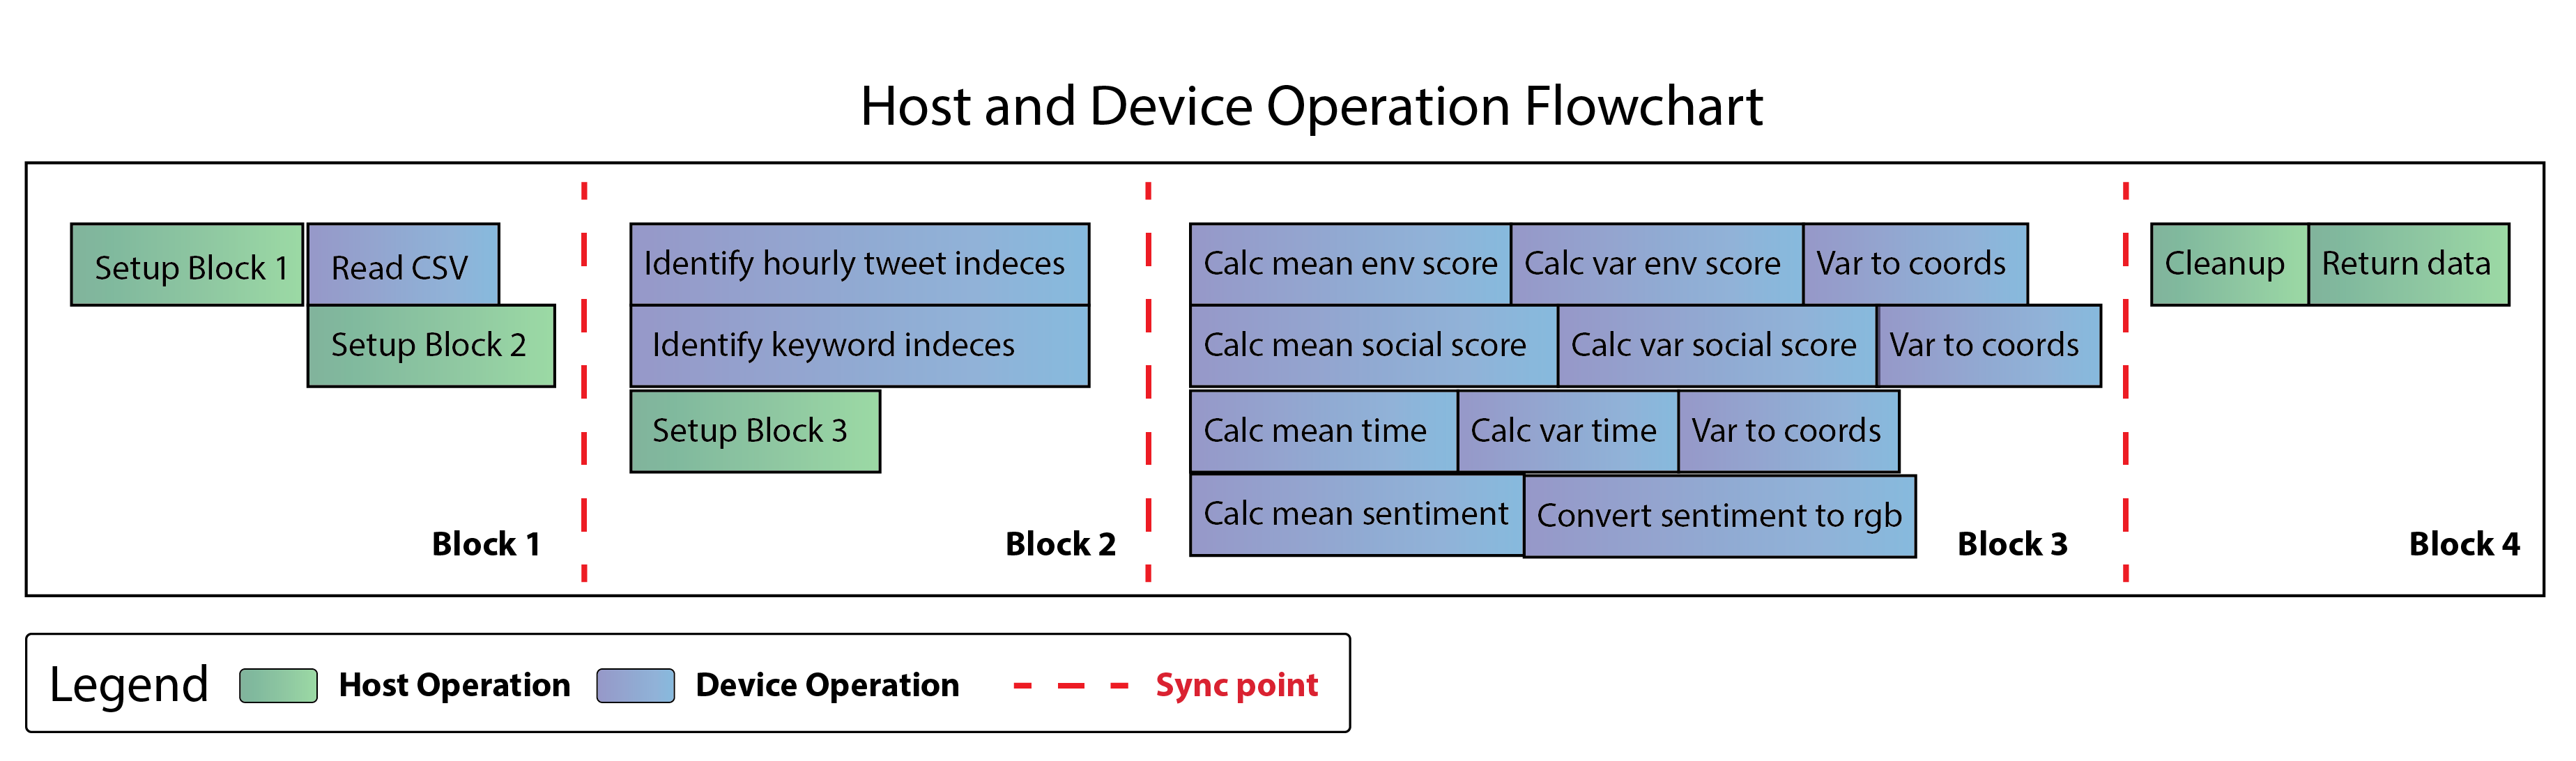 Host and Device Operation Flowchart
Setup Block 1
Read CSV
Setup Block 2
Block 1
Identify hourly tweet indeces
Identify keyword indeces
Setup Block 3
Block 2
Calc mean env score
Calc var env score
Var to coords
Calc mean social score
Calc var social score
Var to coords
Calc mean time
Calc var time
Var to coords
Calc mean sentiment
Convert sentiment to rgb
Block 3
Cleanup
Return data
Block 4
Legend
Host Operation
Device Operation
Sync point